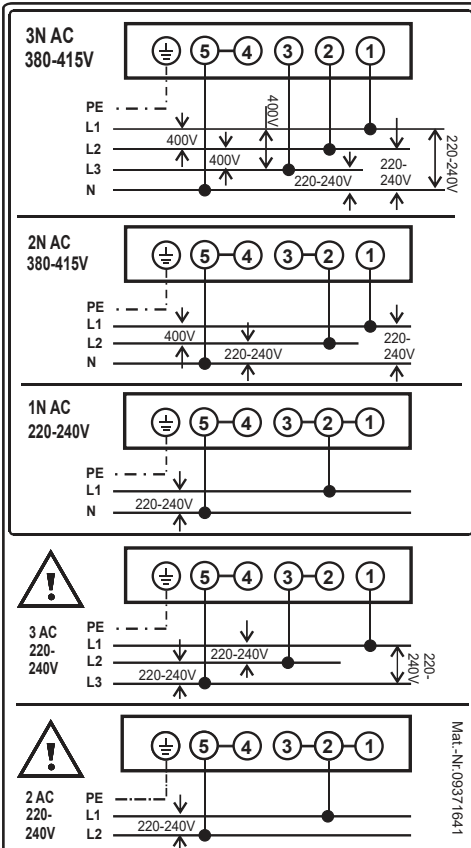 3N AC
380-415V
5 4 3 2 1
PE
L1
L2
L3
N
400V
400V
400V
220-240V
220-
240V
220-240V
2N AC
380-415V
5 4 3 2 1
PE
L1
L2
N
400V
220-240V
220-
240V
1N AC
220-240V
5 4 3 2 1
PE
L1
N
220-240V
!
3 AC
220-
240V
5 4 3 2 1
PE
L1
L2
L3
220-240V
220-240V
220-
240V
!
2 AC
220-
240V
5 4 3 2 1
PE
L1
L2
220-240V
Mat.-Nr.09371641